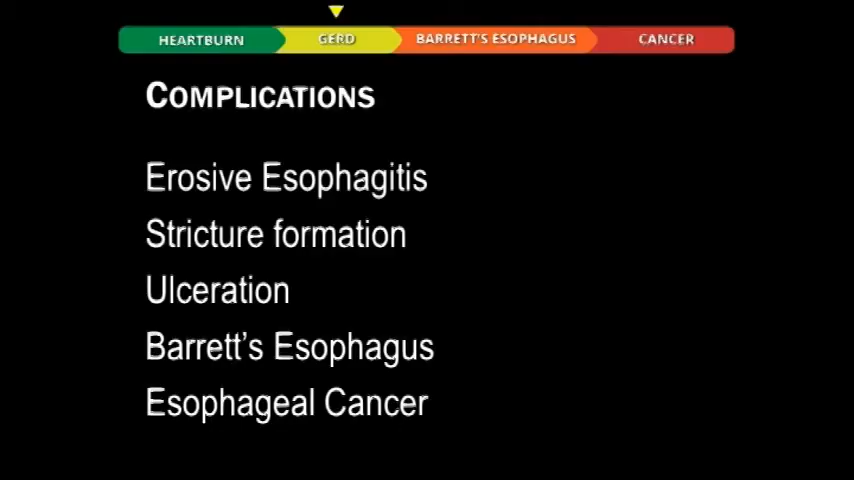 HEARTBURN GERD BARRETT'S ESOPHAGUS CANCER
COMPLICATIONS
Erosive Esophagitis
Stricture formation
Ulceration
Barrett's Esophagus
Esophageal Cancer